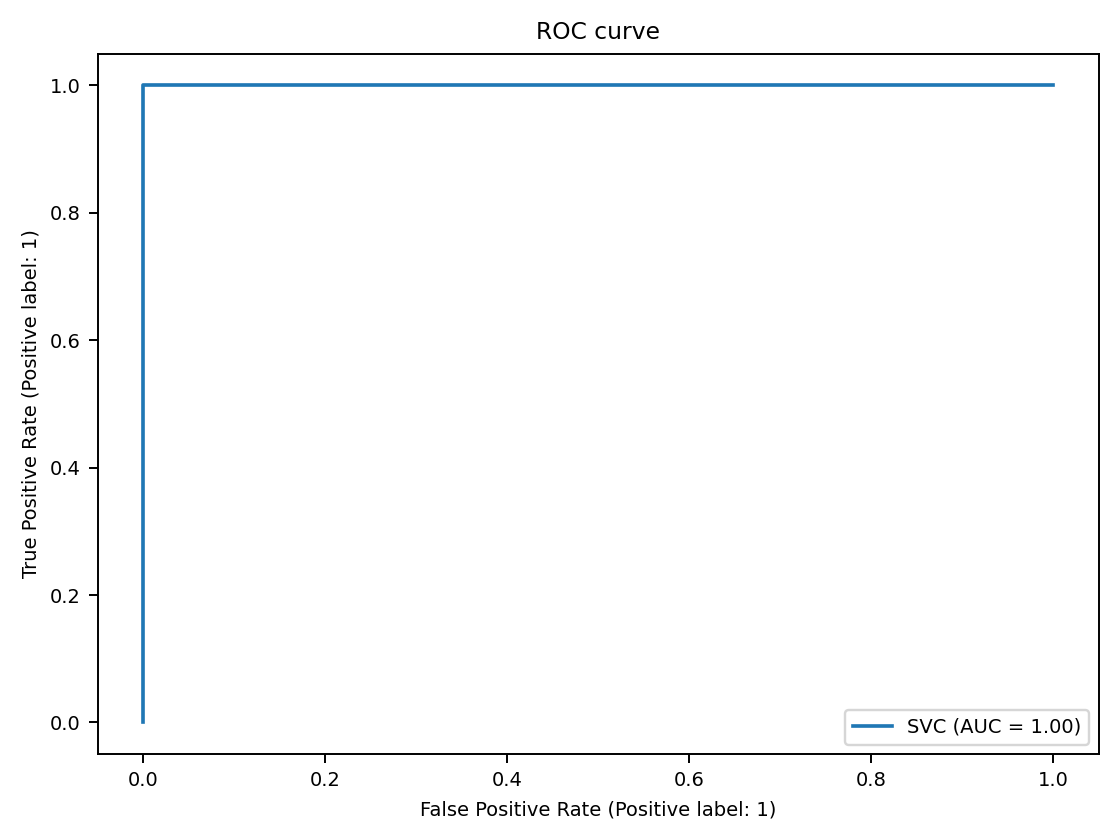 ROC curve
True Positive Rate (Positive label: 1)
1.0
0.8
0.6
0.4
0.2
0.0
SVC (AUC = 1.00)
0.0 0.2 0.4 0.6 0.8 1.0
False Positive Rate (Positive label: 1)